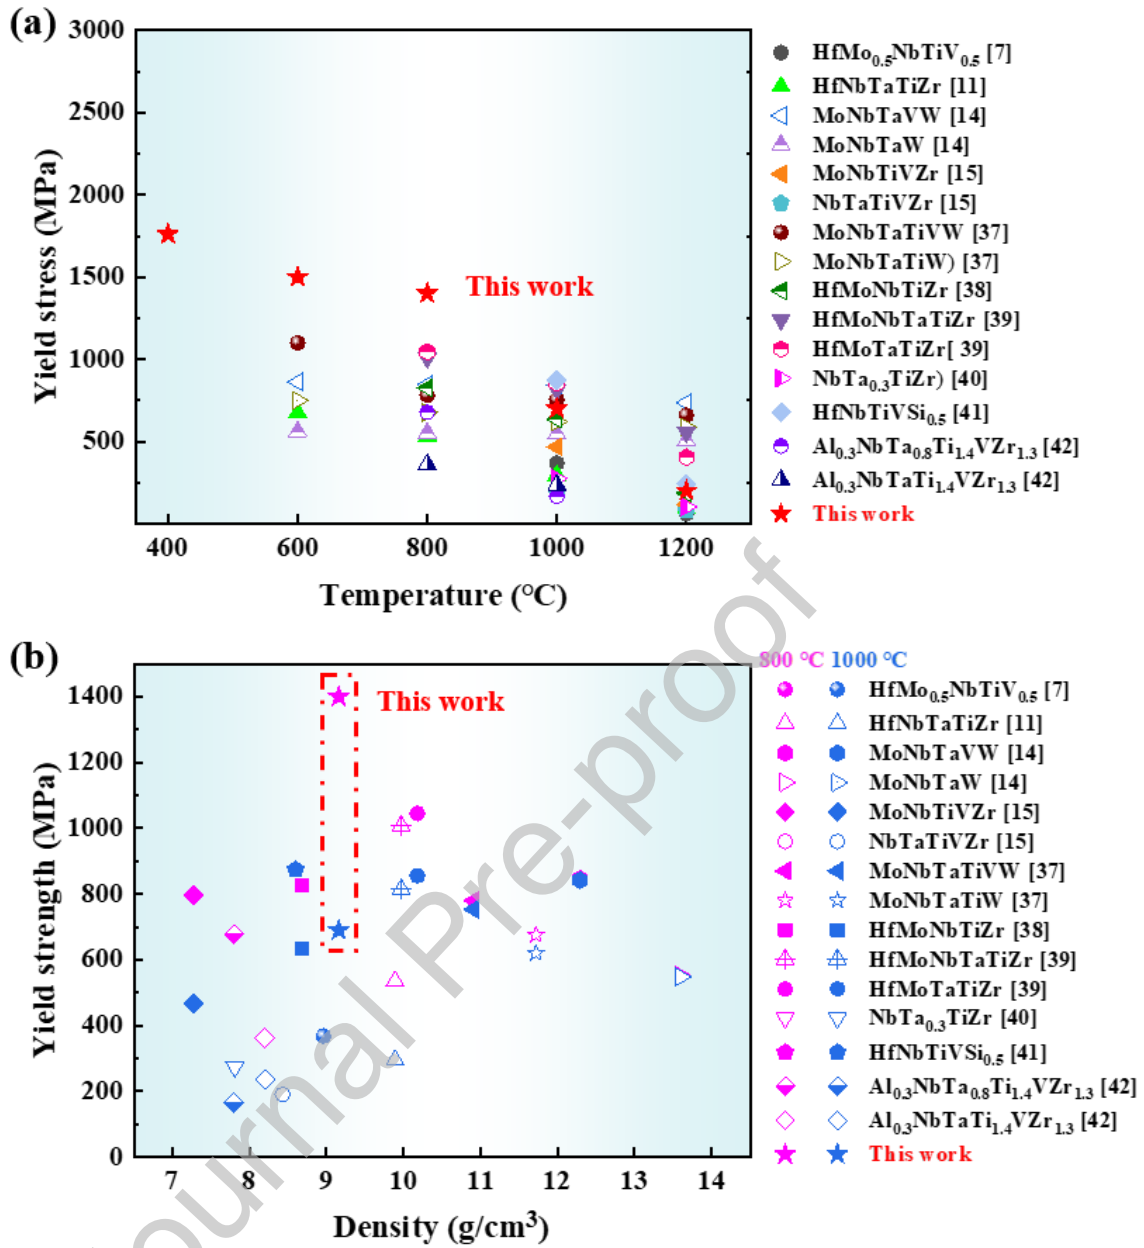 (a)
3000
2500
2000
1500
1000
500
Yield stress (MPa)
This work
400 600 800 1000 1200
Temperature (°C)
HfMo0.5NbTiV0.5 [7]
HfNbTaTiZr [11]
MoNbTaVW [14]
MoNbTaW [14]
MoNbTiVZr [15]
NbTaTiVZr [15]
MoNbTaTiVW [37]
MoNbTaTiW) [37]
HfMoNbTiZr [38]
HfMoNbTaTiZr [39]
HfMoTaTiZr[ 39]
NbTa0.3TiZr) [40]
HfNbTiVSi0.5 [41]
Al0.3NbTa0.8Ti1.4VZr1.3 [42]
Al0.3NbTaTi1.4VZr1.3 [42]
This work
(b)
1400
1200
1000
800
600
400
200
0
Yield strength (MPa)
This work
7 8 9 10 11 12 13 14
Density (g/cm3)
800 °C 1000 °C
HfMo0.5NbTiV0.5 [7]
HfNbTaTiZr [11]
MoNbTaVW [14]
MoNbTaW [14]
MoNbTiVZr [15]
NbTaTiVZr [15]
MoNbTaTiVW [37]
MoNbTaTiW [37]
HfMoNbTiZr [38]
HfMoNbTaTiZr [39]
HfMoTaTiZr [39]
NbTa0.3TiZr [40]
HfNbTiVSi0.5 [41]
Al0.3NbTa0.8Ti1.4VZr1.3 [42]
Al0.3NbTaTi1.4VZr1.3 [42]
This work
Journal Pre-proof